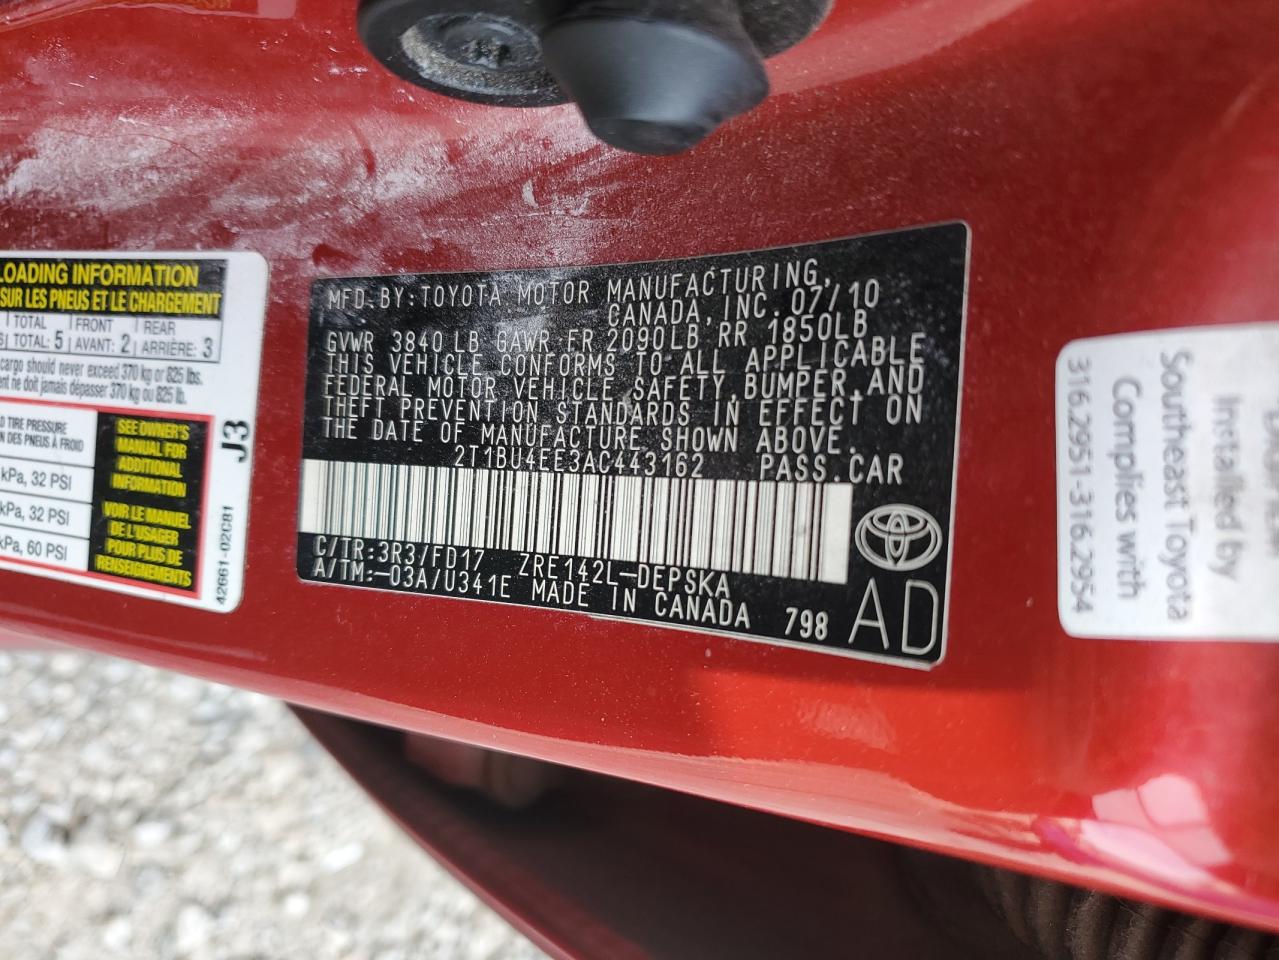 LOADING INFORMATION
SUR LES PNEUS ET LE CHARGEMENT
TOTAL FRONT REAR
TOTAL: 5 AVANT: 2 ARRIÈRE: 3
cargo should never exceed 370 kg or 825 lbs.
ne doit jamais dépasser 370 kg ou 825 lb.
TIRE PRESSURE
DES PNEUS À FROID
kPa, 32 PSI
kPa, 32 PSI
kPa, 60 PSI
SEE OWNER'S
MANUAL FOR
ADDITIONAL
INFORMATION
VOIR LE MANUEL
DE L'USAGER
POUR PLUS DE
RENSEIGNEMENTS
J3
42661-02C81
MFD.BY:TOYOTA MOTOR MANUFACTURING,
CANADA, INC. 07/10
GVWR 3840 LB GAWR FR 2090LB RR 1850LB
THIS VEHICLE CONFORMS TO ALL APPLICABLE
FEDERAL MOTOR VEHICLE SAFETY,BUMPER,AND
THEFT PREVENTION STANDARDS IN EFFECT ON
THE DATE OF MANUFACTURE SHOWN ABOVE.
2T1BU4EE3AC443162 PASS.CAR
C/TR:3R3/FD17 ZRE142L-DEPSKA
A/TM:-03A/U341E MADE IN CANADA 798
AD
Installed by
Southeast Toyota
Complies with
316.2951-316.2954